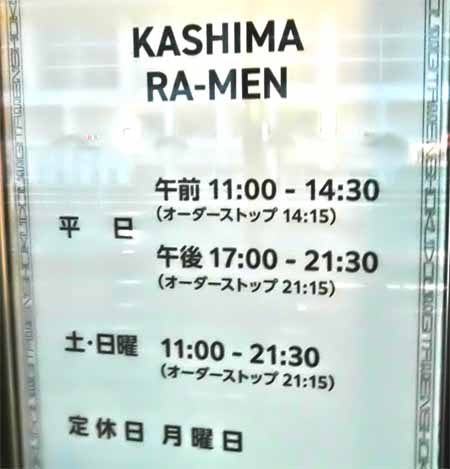 KASHIMA
RA-MEN
午前 11:00 - 14:30
(オーダーストップ 14:15)
平 日
午後 17:00 - 21:30
(オーダーストップ 21:15)
土・日曜 11:00 - 21:30
(オーダーストップ 21:15)
定休日 月曜日